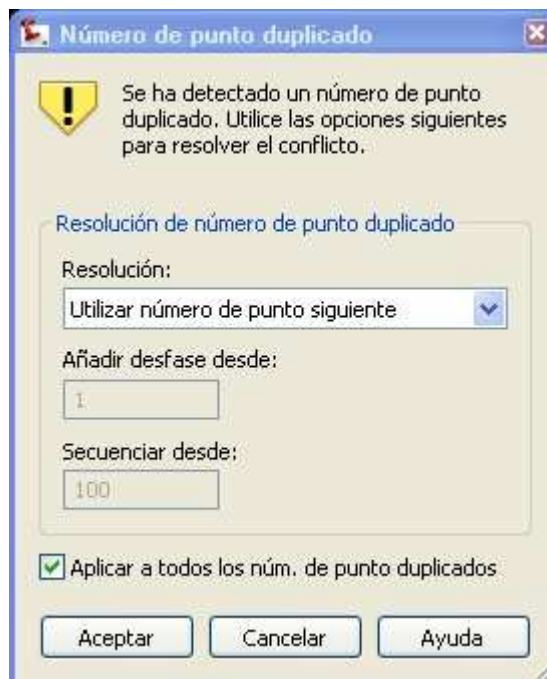 Número de punto duplicado
Se ha detectado un número de punto
duplicado. Utilice las opciones siguientes
para resolver el conflicto.
Resolución de número de punto duplicado
Resolución:
Utilizar número de punto siguiente
Añadir desfase desde:
1
Secuenciar desde:
100
Aplicar a todos los núm. de punto duplicados
Aceptar
Cancelar
Ayuda